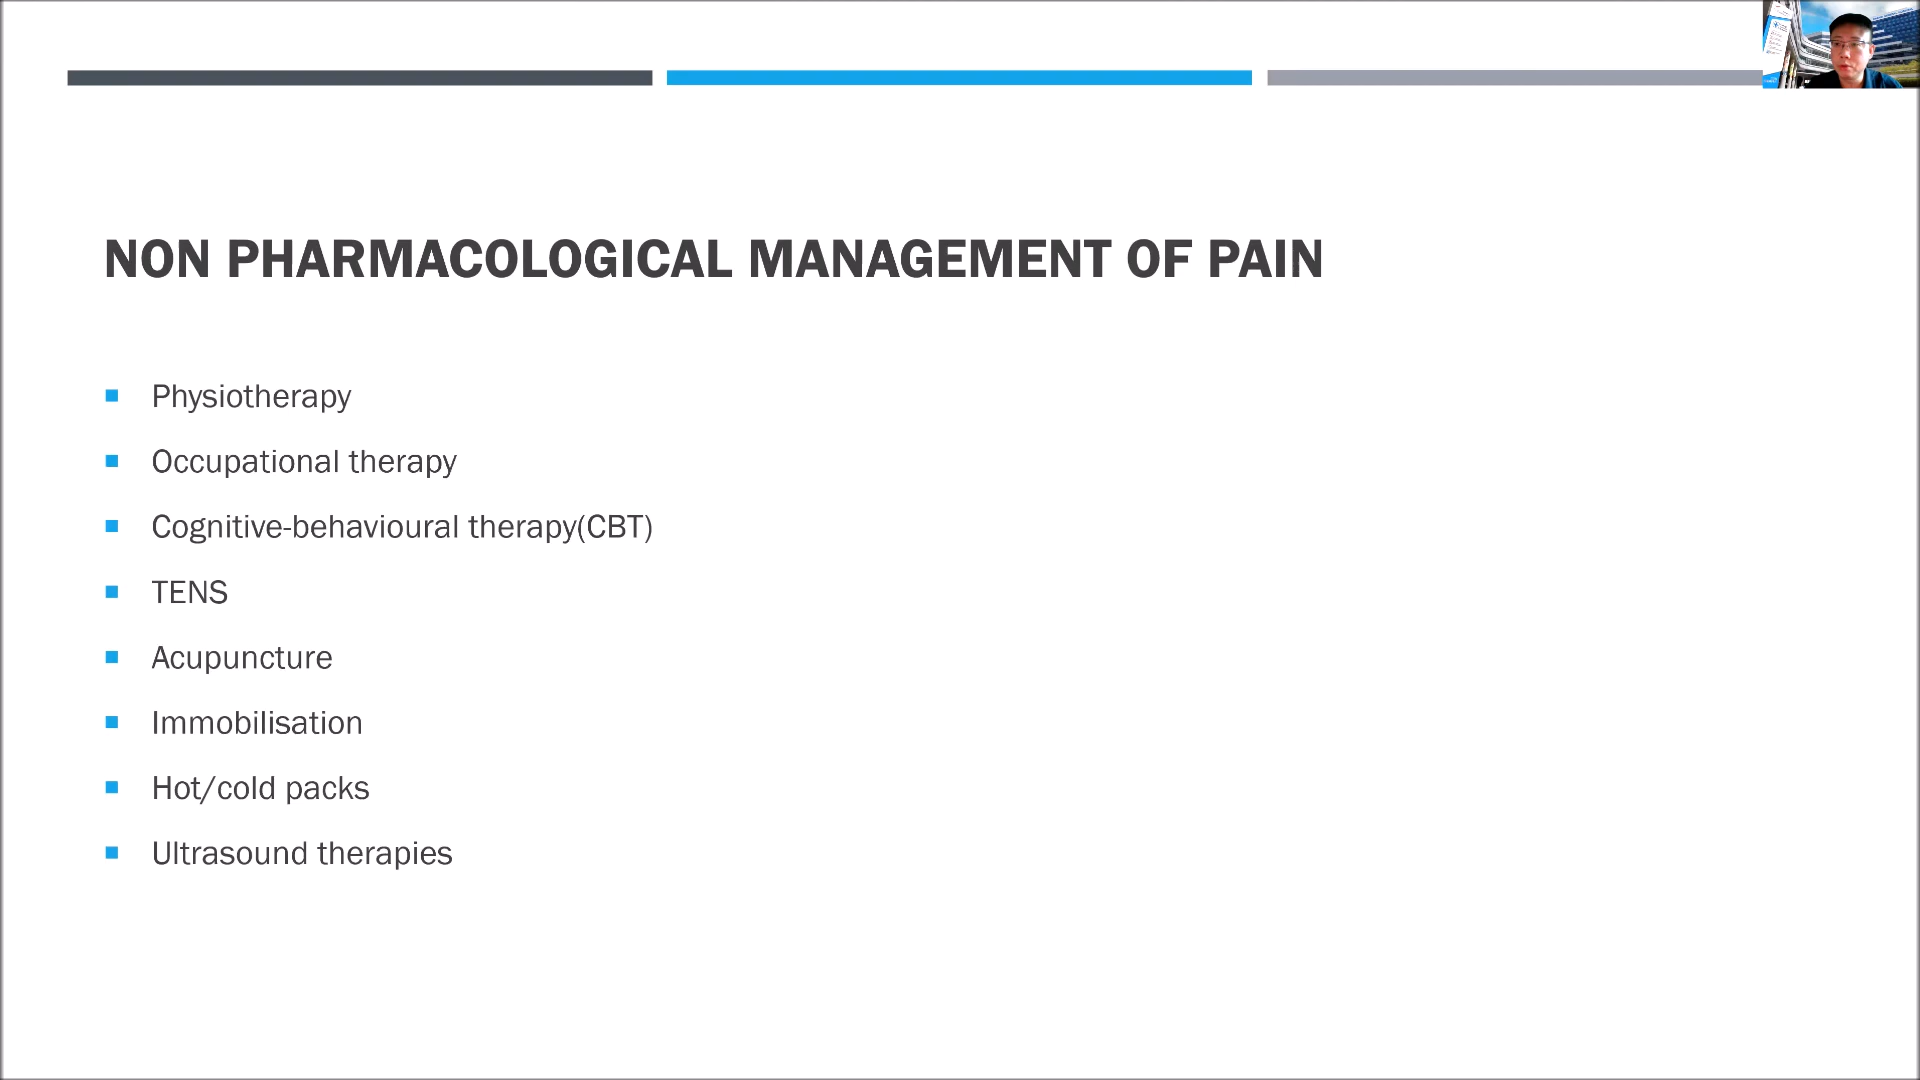 NON PHARMACOLOGICAL MANAGEMENT OF PAIN
Physiotherapy
Occupational therapy
Cognitive-behavioural therapy(CBT)
TENS
Acupuncture
Immobilisation
Hot/cold packs
Ultrasound therapies